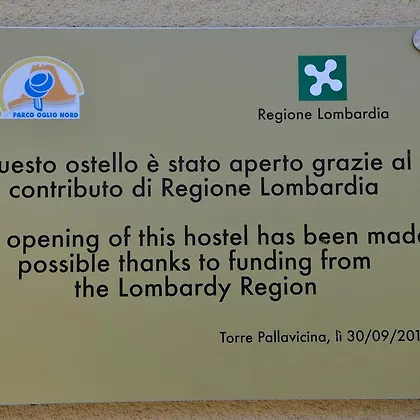 PARCO OGLIO NORD
Regione Lombardia
uesto ostello è stato aperto grazie al
contributo di Regione Lombardia
opening of this hostel has been made
possible thanks to funding from
the Lombardy Region
Torre Pallavicina, lì 30/09/201